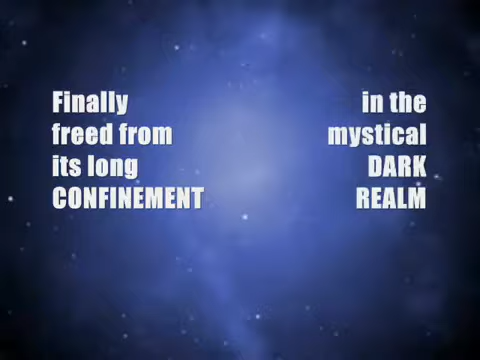 Finally
freed from
its long
CONFINEMENT
in the
mystical
DARK
REALM